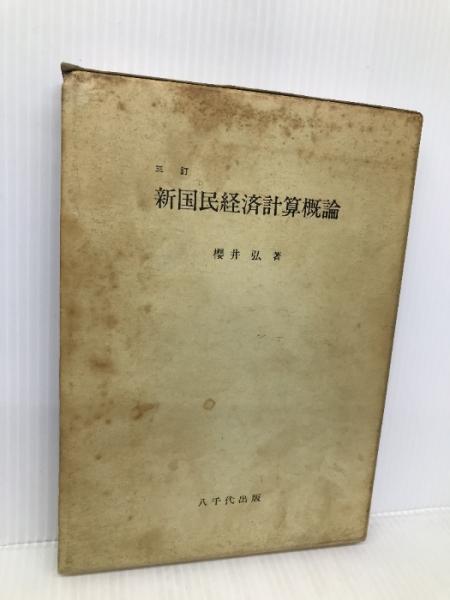 三訂
新国民経済計算概論
櫻井弘 著
八千代出版